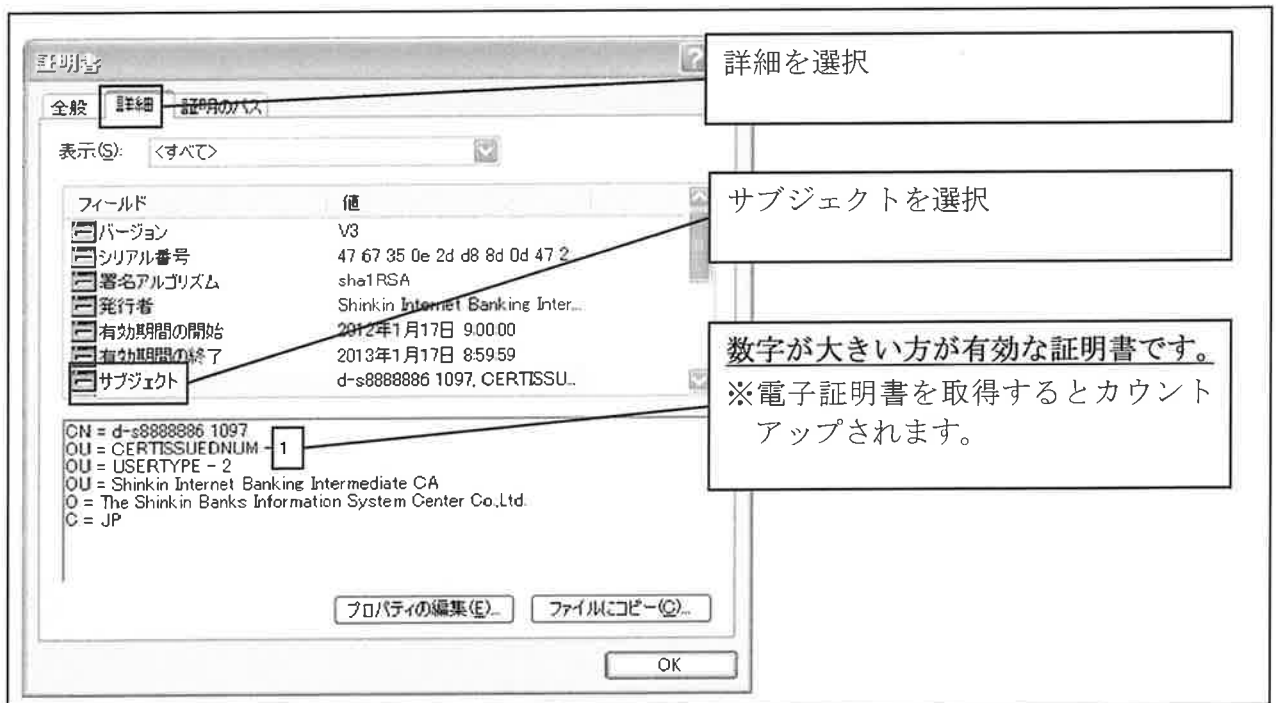 証明書
全般 詳細 証明のパス
表示(S): <すべて>
フィールド 値
バージョン V3
シリアル番号 47 67 35 0e 2d d8 8d 0d 47 2
署名アルゴリズム sha1RSA
発行者 Shinkin Internet Banking Inter...
有効期間の開始 2012年1月17日 9:00:00
有効期間の終了 2013年1月17日 8:59:59
サブジェクト d-s8888886 1097, CERTISSU...
CN = d-s8888886 1097
OU = CERTISSUEDNUM - 1
OU = USERTYPE - 2
OU = Shinkin Internet Banking Intermediate CA
O = The Shinkin Banks Information System Center Co.,Ltd.
C = JP
プロパティの編集(E)... ファイルにコピー(C)...
OK
詳細を選択
サブジェクトを選択
数字が大きい方が有効な証明書です。
※電子証明書を取得するとカウント
アップされます。